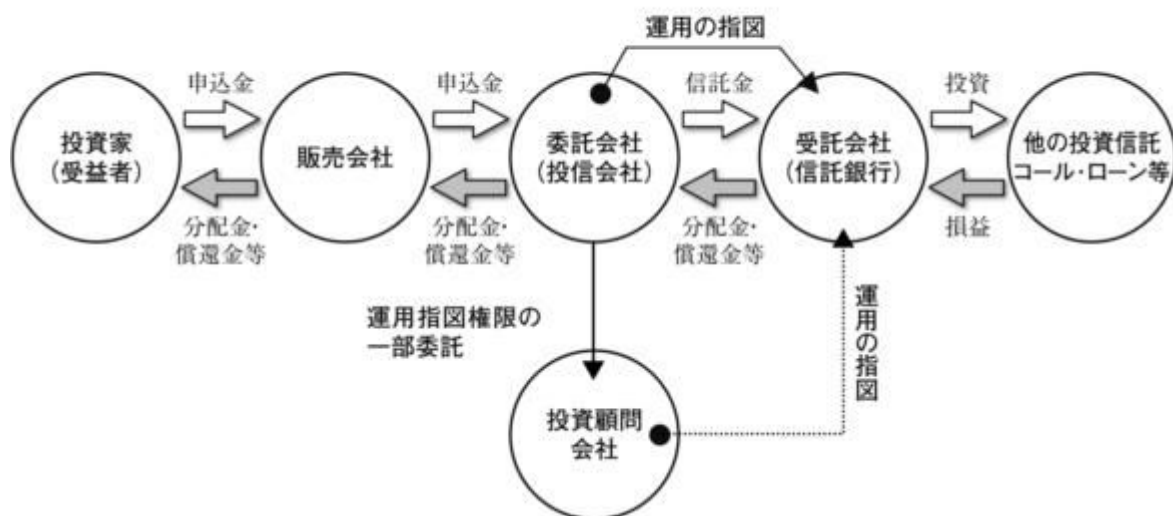 運用の指図
申込金
申込金
信託金
投資
投資家
(受益者)
販売会社
委託会社
(投信会社)
受託会社
(信託銀行)
他の投資信託
コール・ローン等
分配金・
償還金等
分配金・
償還金等
分配金・
償還金等
損益
運用指図権限の
一部委託
運用の指図
投資顧問
会社